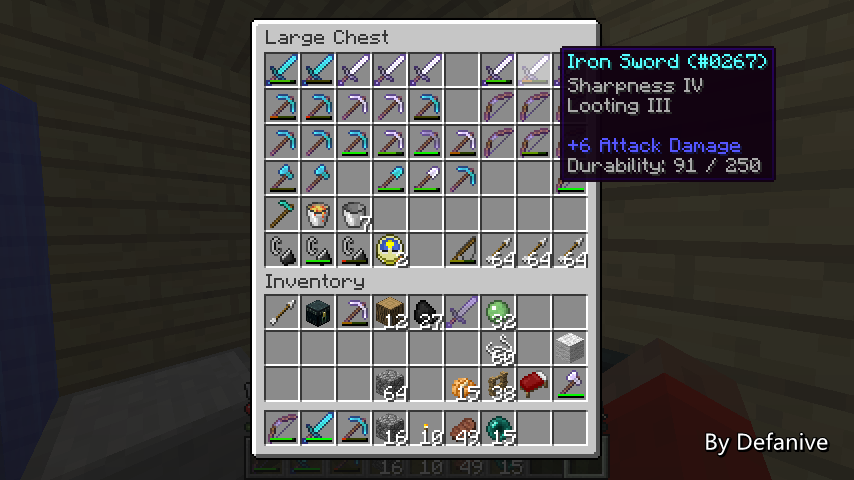 Large Chest
Iron Sword (#0267)
Sharpness IV
Looting III
+6 Attack Damage
Durability: 91 / 250
7
2
64
64
64
Inventory
12
27
32
60
64
15
38
16
10
49
15
By Defanive
16 10 49 15